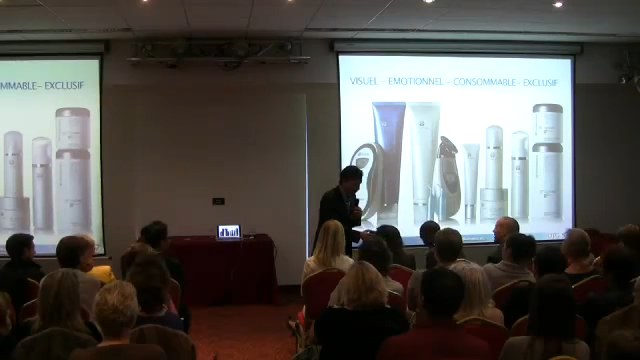 MMABLE– EXCLUSIF
VISUEL – EMOTIONNEL – CONSOMMABLE- EXCLUSIF